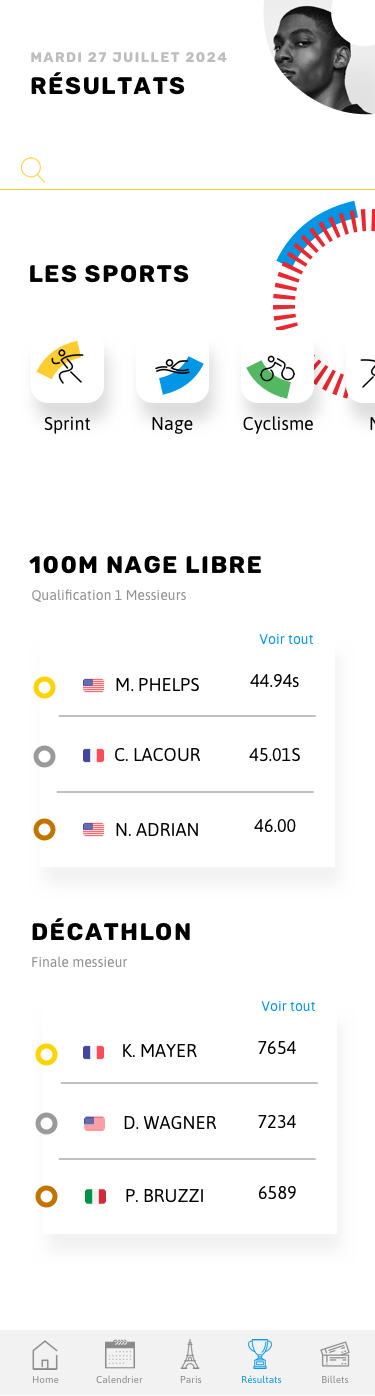 MARDI 27 JUILLET 2024
RÉSULTATS
LES SPORTS
Sprint Nage Cyclisme
100M NAGE LIBRE
Qualification 1 Messieurs
Voir tout
M. PHELPS 44.94s
C. LACOUR 45.01S
N. ADRIAN 46.00
DÉCATHLON
Finale messieur
Voir tout
K. MAYER 7654
D. WAGNER 7234
P. BRUZZI 6589
Home Calendrier Paris Résultats Billets